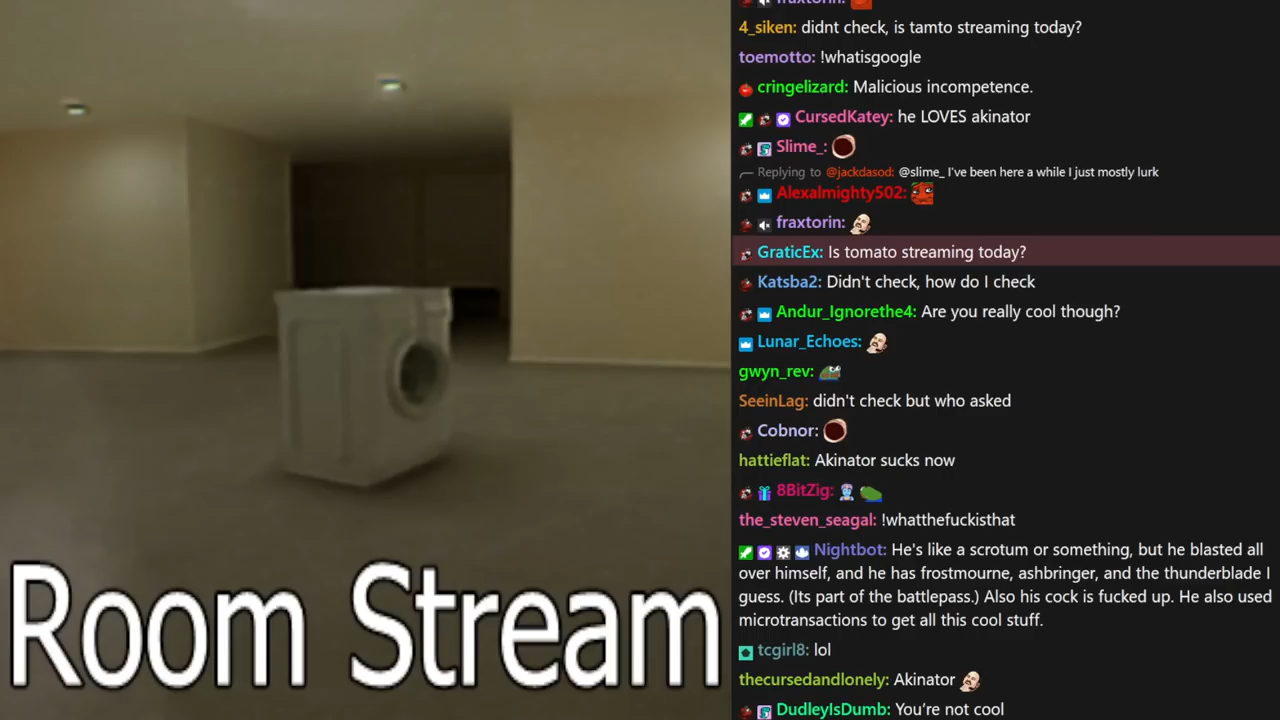 fraxtorin:
4_siken: didnt check, is tamto streaming today?
toemotto: !whatisgoogle
cringelizard: Malicious incompetence.
CursedKatey: he LOVES akinator
Slime_:
Replying to @jackdasod: @slime_ I've been here a while I just mostly lurk
Alexalmighty502:
fraxtorin:
GraticEx: Is tomato streaming today?
Katsba2: Didn't check, how do I check
Andur_Ignorethe4: Are you really cool though?
Lunar_Echoes:
gwyn_rev:
SeeinLag: didn't check but who asked
Cobnor:
hattieflat: Akinator sucks now
8BitZig:
the_steven_seagal: !whatthefuckisthat
Nightbot: He's like a scrotum or something, but he blasted all
over himself, and he has frostmourne, ashbringer, and the thunderblade I
guess. (Its part of the battlepass.) Also his cock is fucked up. He also used
microtransactions to get all this cool stuff.
tcgirl8: lol
thecursedandlonely: Akinator
DudleyIsDumb: You’re not cool
Room Stream